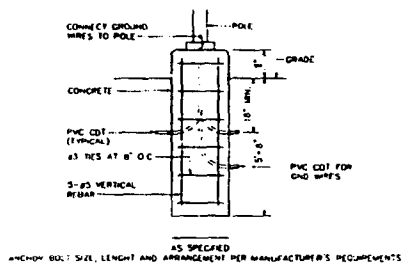 CONNECT GROUND
WIRES TO POLE
POLE
GRADE
CONCRETE
18" MIN.
PVC CDT
(TYPICAL)
#3 TIES AT 8" O.C.
5'-8"
PVC CDT FOR
GND WIRES
5-#5 VERTICAL
REBAR
AS SPECIFIED
ANCHOR BOLT SIZE, LENGHT AND ARRANGEMENT PER MANUFACTURER'S REQUIREMENTS